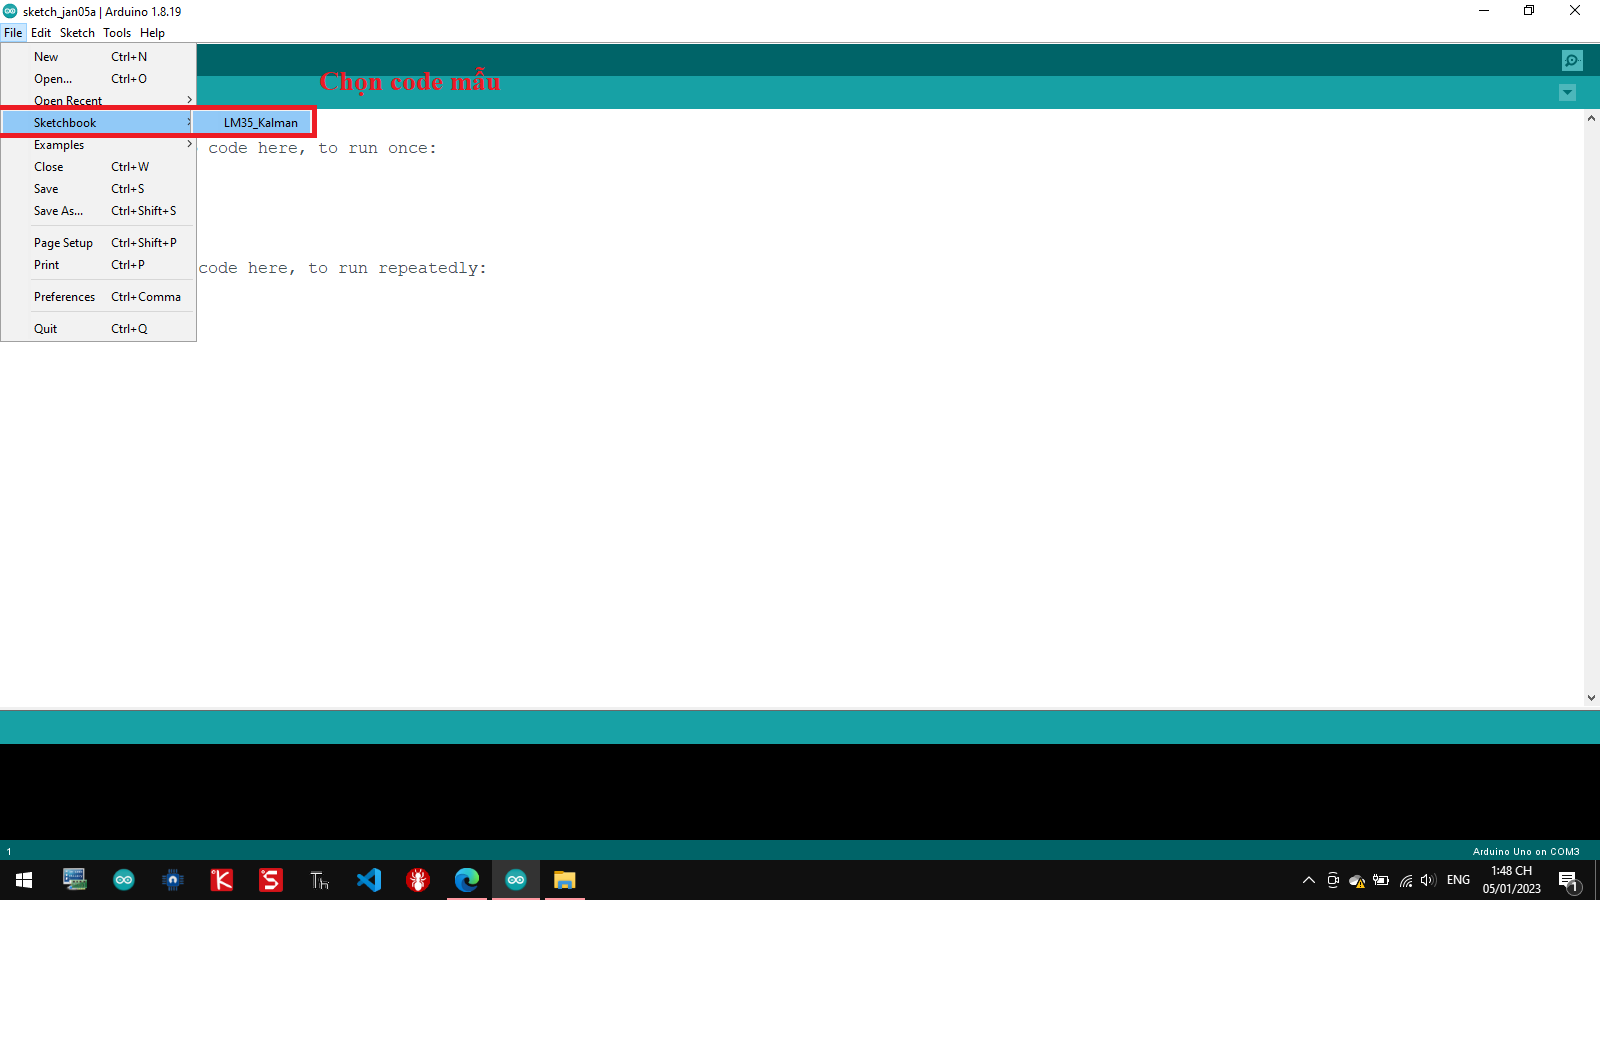 sketch_jan05a | Arduino 1.8.19
File Edit Sketch Tools Help
New Ctrl+N
Open... Ctrl+O
Chọn code mẫu
Open Recent
Sketchbook LM35_Kalman
Examples
code here, to run once:
Close Ctrl+W
Save Ctrl+S
Save As... Ctrl+Shift+S
Page Setup Ctrl+Shift+P
Print Ctrl+P
code here, to run repeatedly:
Preferences Ctrl+Comma
Quit Ctrl+Q
1 Arduino Uno on COM3
ENG
1:48 CH
05/01/2023
1